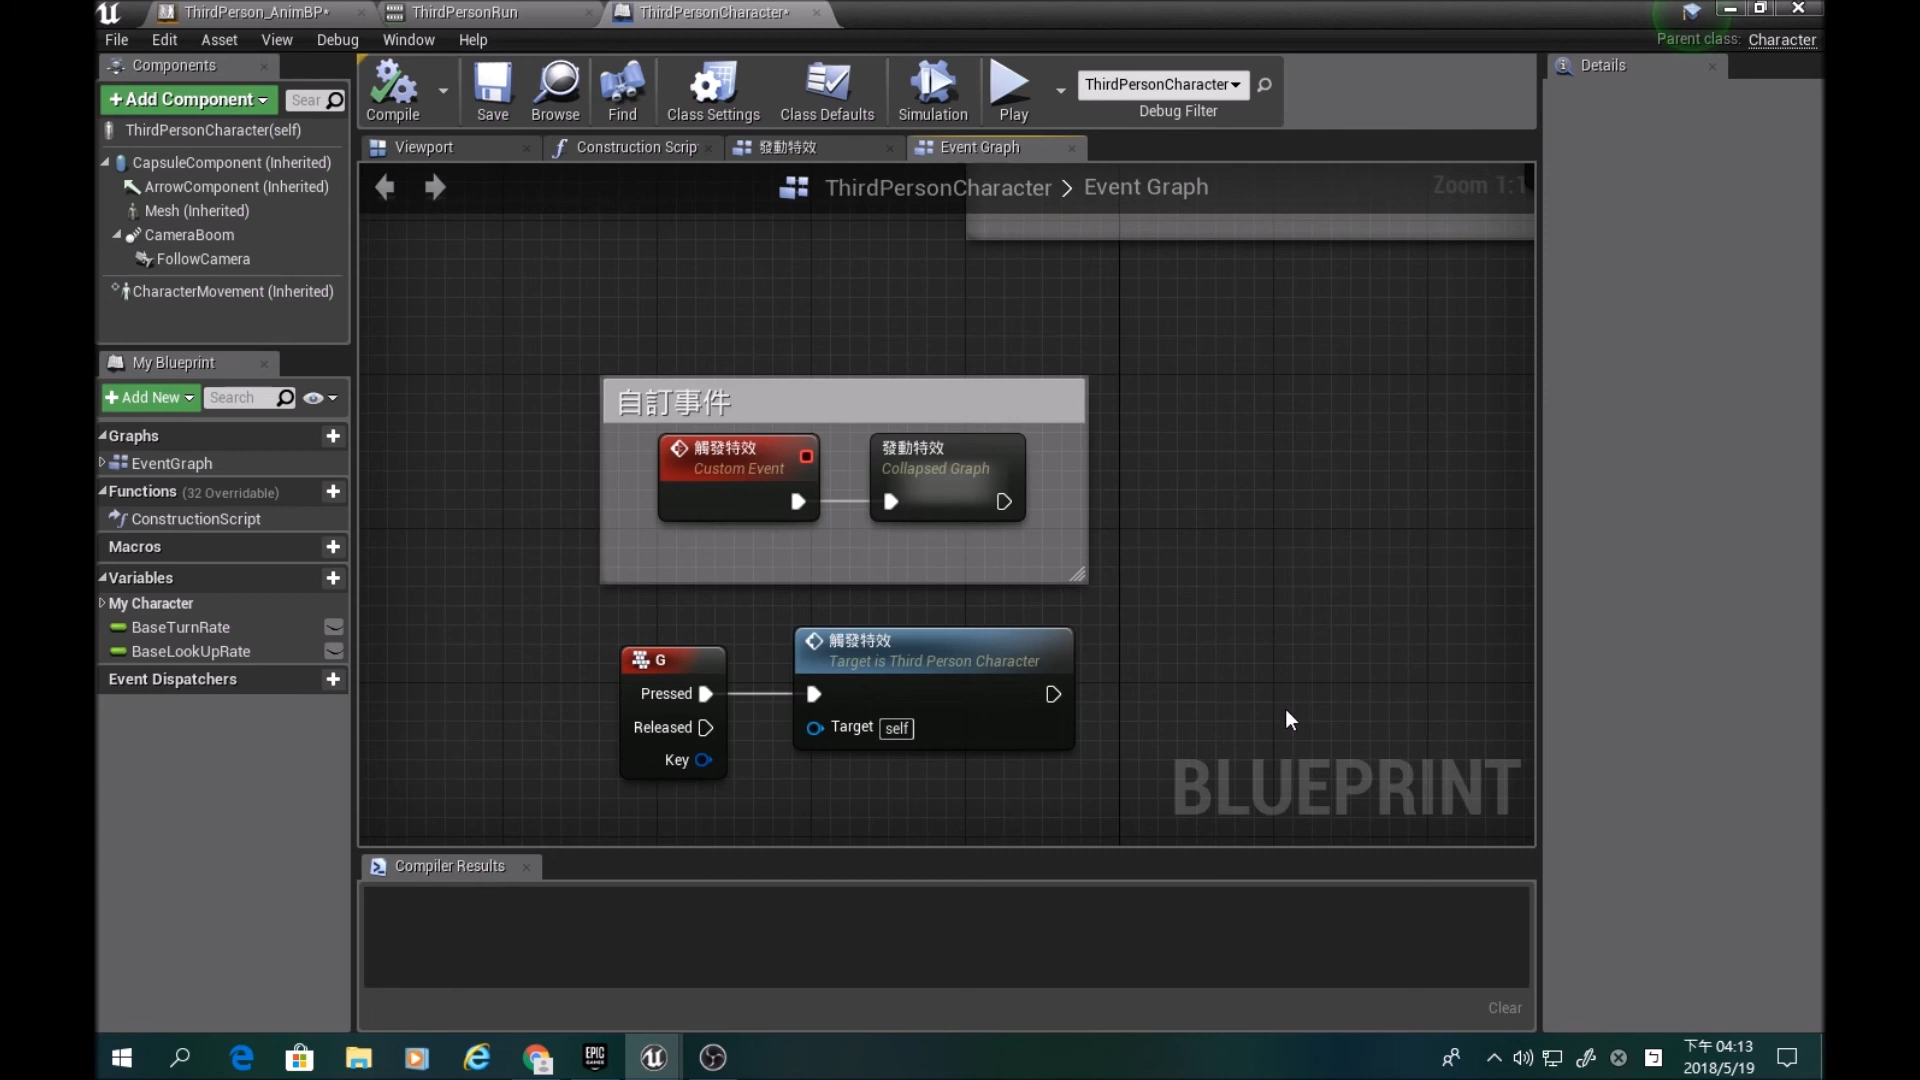 ThirdPerson_AnimBP*
ThirdPersonRun
ThirdPersonCharacter*
File Edit Asset View Debug Window Help
Parent class: Character
Components
+Add Component
Sear
ThirdPersonCharacter(self)
CapsuleComponent (Inherited)
ArrowComponent (Inherited)
Mesh (Inherited)
CameraBoom
FollowCamera
CharacterMovement (Inherited)
My Blueprint
+Add New
Search
Graphs
EventGraph
Functions (32 Overridable)
ConstructionScript
Macros
Variables
My Character
BaseTurnRate
BaseLookUpRate
Event Dispatchers
Compile
Save
Browse
Find
Class Settings
Class Defaults
Simulation
Play
ThirdPersonCharacter
Debug Filter
Viewport
Construction Scrip
發動特效
Event Graph
ThirdPersonCharacter > Event Graph
Zoom 1:1
自訂事件
觸發特效
Custom Event
發動特效
Collapsed Graph
G
Pressed
Released
Key
觸發特效
Target is Third Person Character
Target self
BLUEPRINT
Compiler Results
Clear
Details
EPIC GAMES
下午 04:13
2018/5/19